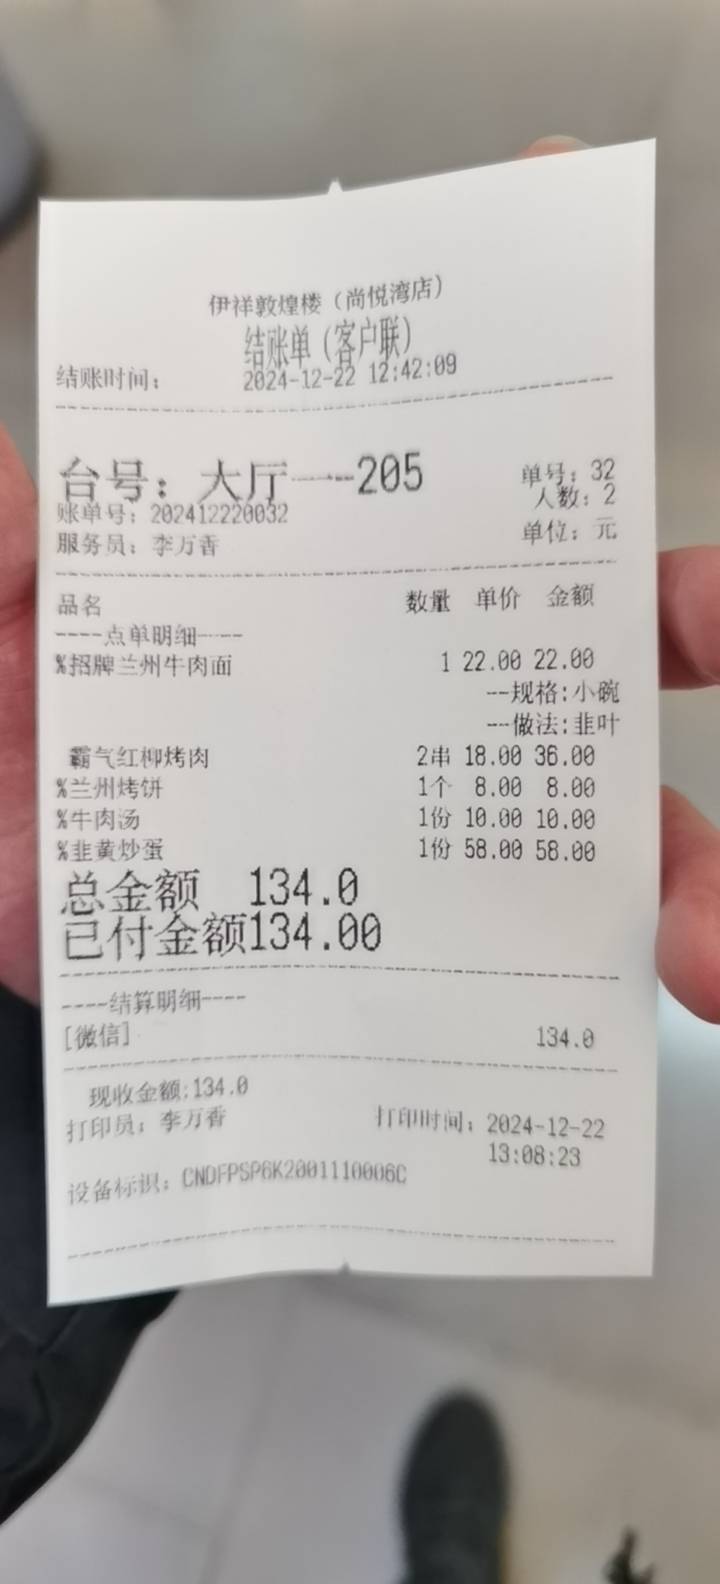 伊祥敦煌楼（尚悦湾店）
结账单（客户联）
结账时间： 2024-12-22 12:42:09
台号：大厅一--205 单号：32
人数：2
账单号：202412220032
服务员：李万香 单位：元
品名 数量 单价 金额
----点单明细----
%招牌兰州牛肉面 1 22.00 22.00
--规格:小碗
--做法:韭叶
霸气红柳烤肉 2串 18.00 36.00
%兰州烤饼 1个 8.00 8.00
%牛肉汤 1份 10.00 10.00
%韭黄炒蛋 1份 58.00 58.00
总金额 134.0
已付金额134.00
----结算明细----
[微信] 134.0
现收金额:134.0
打印员：李万香 打印时间：2024-12-22
13:08:23
设备标识：CNDFPSP6K2001110006C